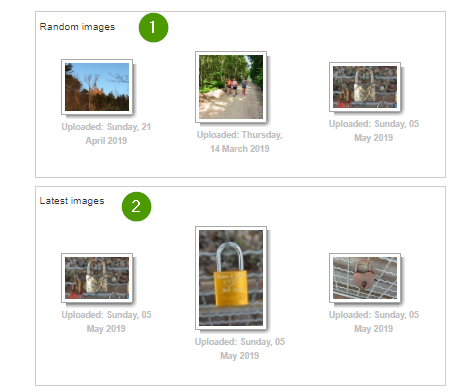 Random images
1
Uploaded: Sunday, 21
April 2019
Uploaded: Thursday,
14 March 2019
Uploaded: Sunday, 05
May 2019
Latest images
2
Uploaded: Sunday, 05
May 2019
Uploaded: Sunday, 05
May 2019
Uploaded: Sunday, 05
May 2019